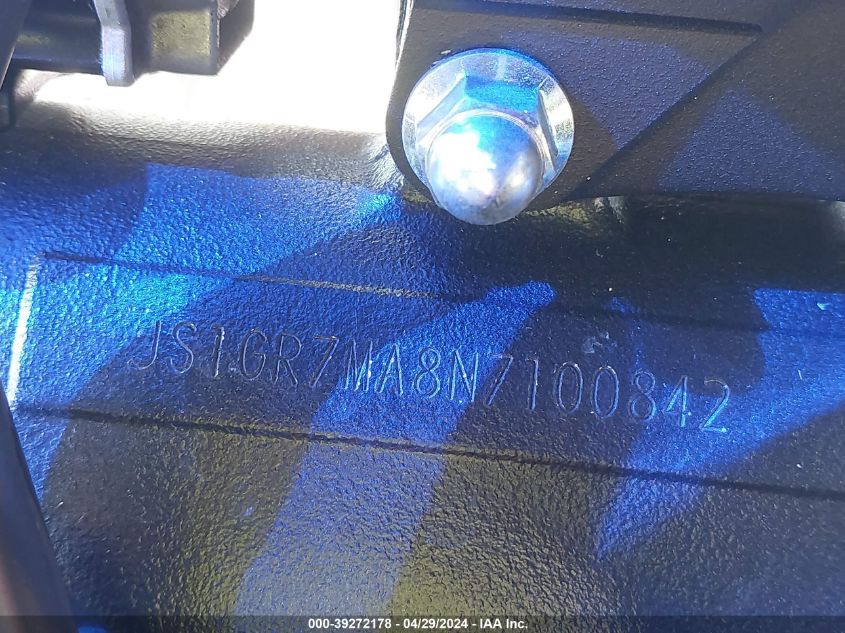 JS1GR7MA8N7100842
000-39272178 | 04/29/2024 — IAA Inc.